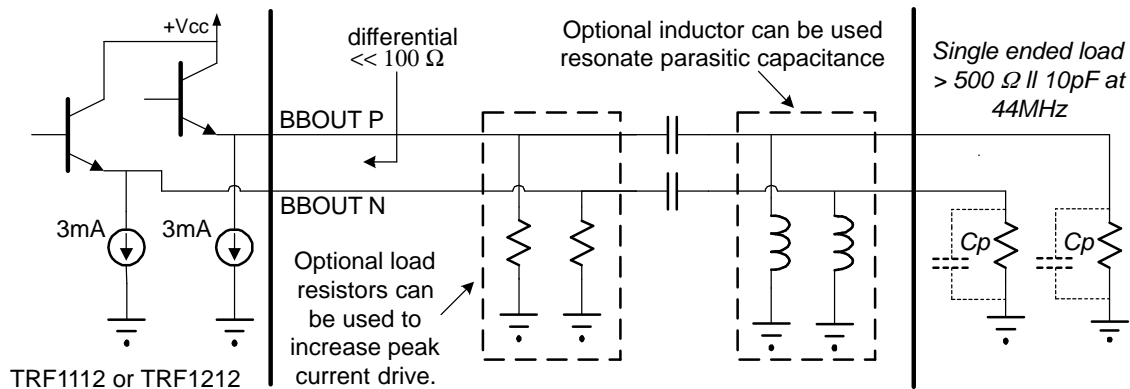 +Vcc
differential
<< 100 Ω
Optional inductor can be used
resonate parasitic capacitance
Single ended load
> 500 Ω ll 10pF at
44MHz
BBOUT P
BBOUT N
3mA
3mA
Cp
Cp
Optional load
resistors can
be used to
increase peak
current drive.
TRF1112 or TRF1212